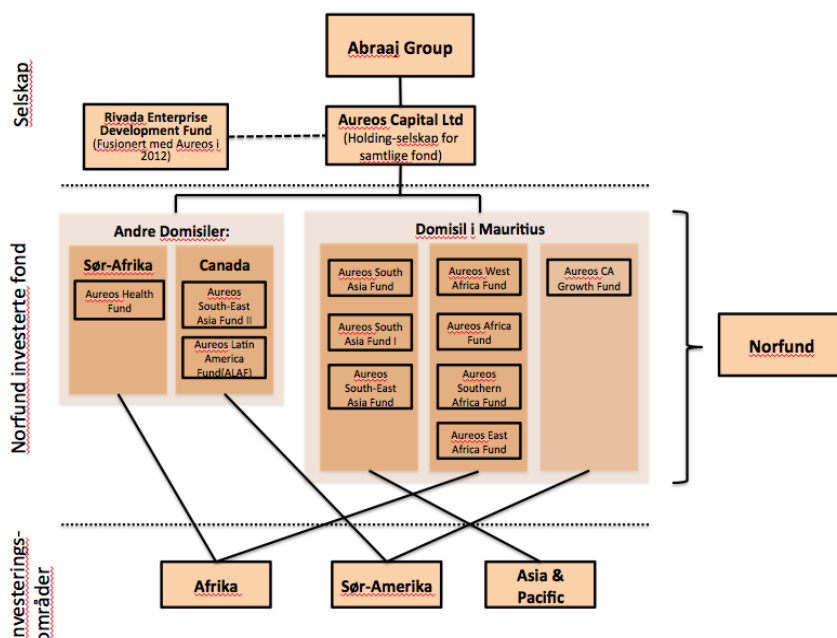 Selskap
Abraaj Group
Rivada Enterprise
Development Fund
(Fusionert med Aureos i
2012)
Aureos Capital Ltd
(Holding-selskap for
samtlige fond)
Norfund investerte fond
Andre Domisiler:
Sør-Afrika
Aureos Health
Fund
Canada
Aureos
South-East
Asia Fund II
Aureos Latin
America
Fund(ALAF)
Domisil i Mauritius
Aureos South
Asia Fund
Aureos South
Asia Fund I
Aureos
South-East
Asia Fund
Aureos West
Africa Fund
Aureos Africa
Fund
Aureos
Southern
Africa Fund
Aureos East
Africa Fund
Aureos CA
Growth Fund
Norfund
nvesterings-
områder
Afrika
Sør-Amerika
Asia &
Pacific